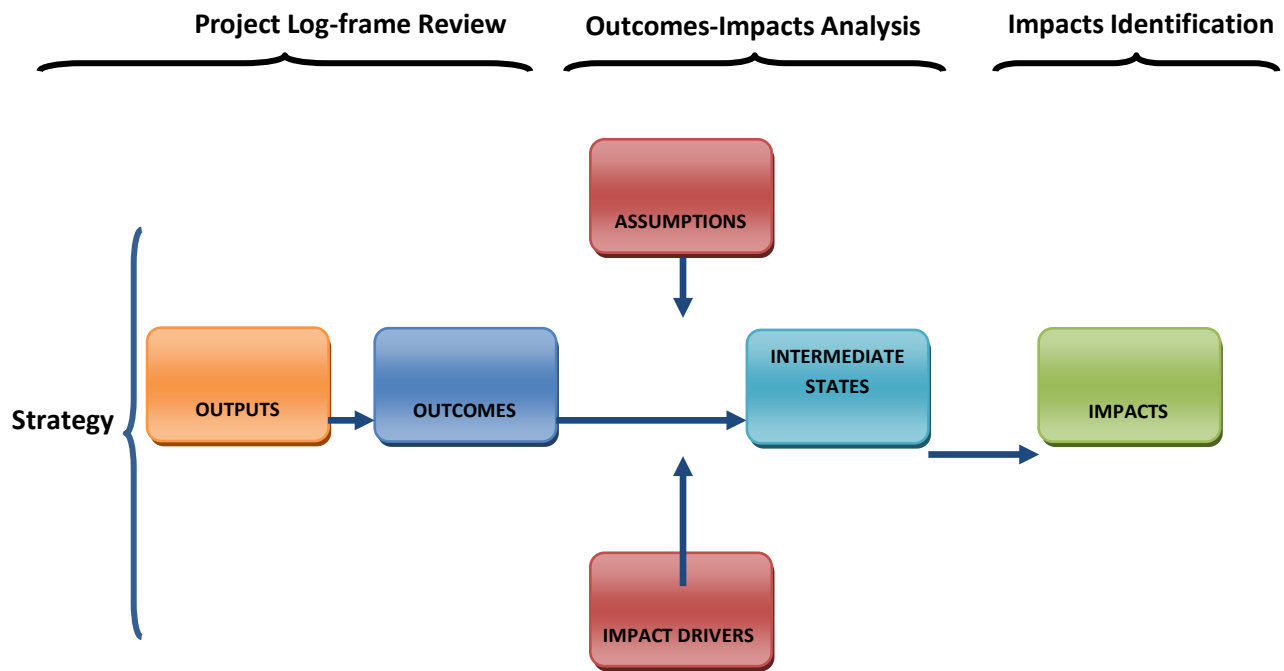 Project Log-frame Review
Outcomes-Impacts Analysis
Impacts Identification
ASSUMPTIONS
Strategy
OUTPUTS
OUTCOMES
INTERMEDIATE
STATES
IMPACTS
IMPACT DRIVERS